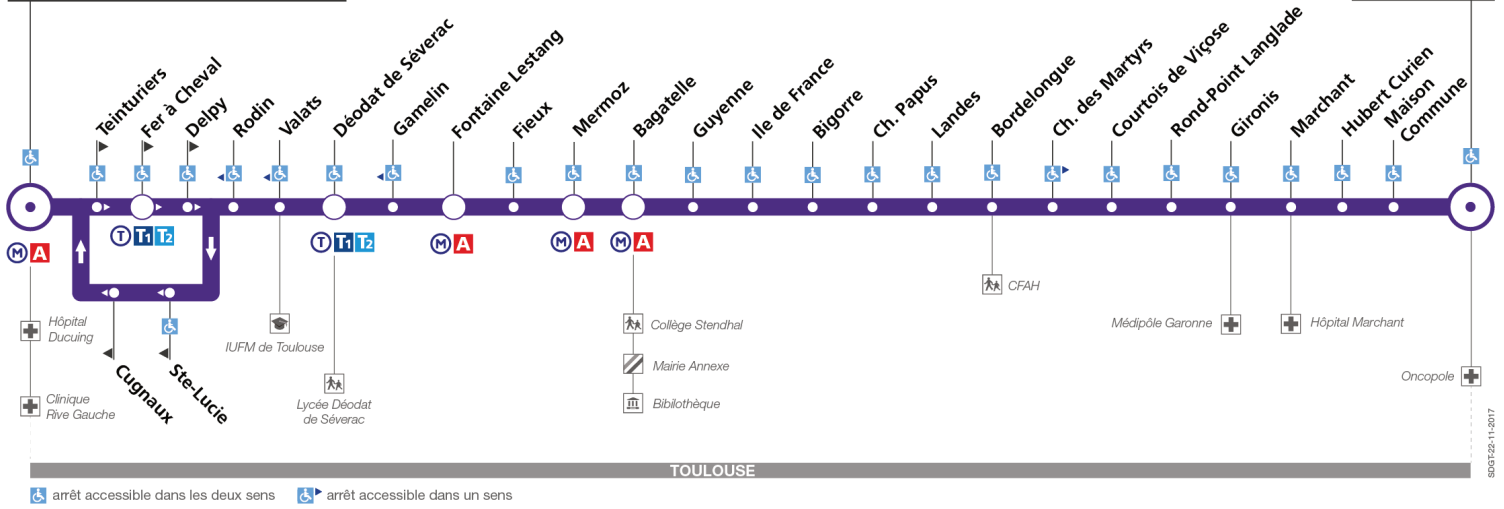 Teinturiers
Fer à Cheval
Delpy
Rodin
Valats
Déodat de Séverac
Gamelin
Fontaine Lestang
Fieux
Mermoz
Bagatelle
Guyenne
Ile de France
Bigorre
Ch. Papus
Landes
Bordelongue
Ch. des Martyrs
Courtois de Viçose
Rond-Point Langlade
Gironis
Marchant
Hubert Curien
Maison
Commune
M A
T T1 T2
T T1 T2
M A
M A
M A
Hôpital
Ducuing
Clinique
Rive Gauche
Cugnaux
Ste-Lucie
IUFM de Toulouse
Lycée Déodat
de Séverac
Collège Stendhal
Mairie Annexe
Bibilothèque
CFAH
Médipôle Garonne
Hôpital Marchant
Oncopole
SDGT-22-11-2017
TOULOUSE
arrêt accessible dans les deux sens
arrêt accessible dans un sens